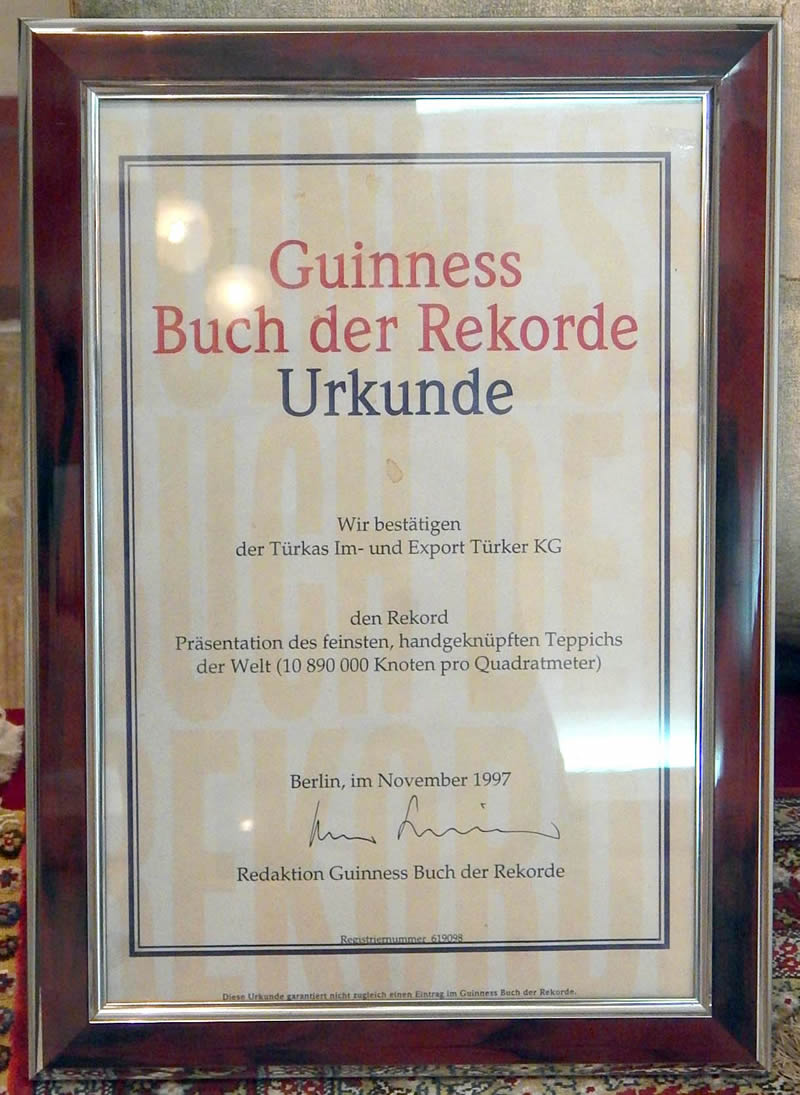 Guinness
Buch der Rekorde
Urkunde
Wir bestätigen
der Türkas Im- und Export Türker KG
den Rekord
Präsentation des feinsten, handgeknüpften Teppichs
der Welt (10 890 000 Knoten pro Quadratmeter)
Berlin, im November 1997
Redaktion Guinness Buch der Rekorde
Registriernummer 619098
Diese Urkunde garantiert nicht zugleich einen Eintrag im Guinness Buch der Rekorde.